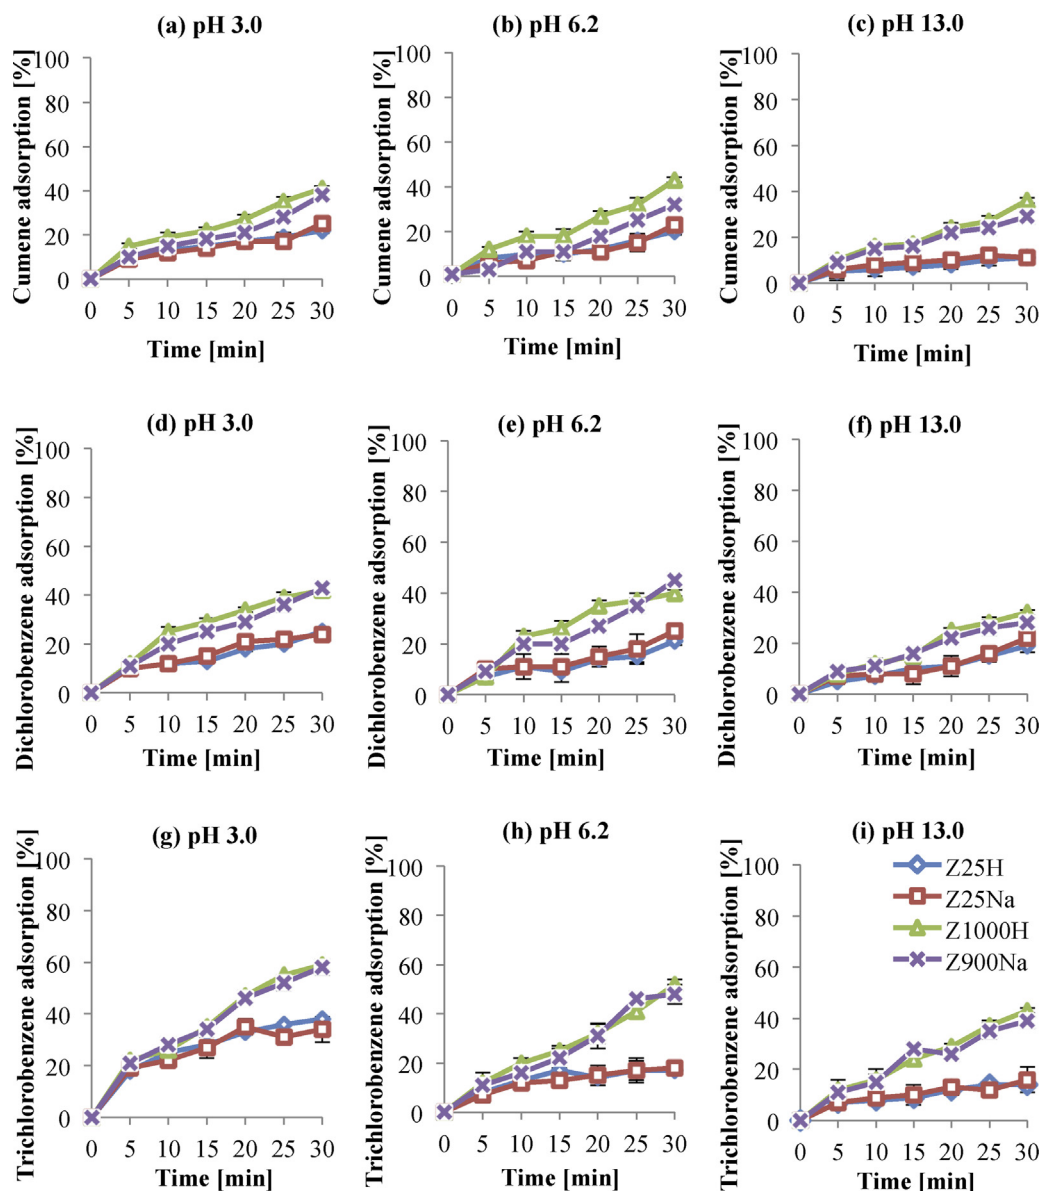 (a) pH 3.0
Cumene adsorption [%]
100
80
60
40
20
0
0 5 10 15 20 25 30
Time [min]
(b) pH 6.2
Cumene adsorption [%]
100
80
60
40
20
0
0 5 10 15 20 25 30
Time [min]
(c) pH 13.0
Cumene adsorption [%]
100
80
60
40
20
0
0 5 10 15 20 25 30
Time [min]
(d) pH 3.0
Dichlorobenzene adsorption [%]
100
80
60
40
20
0
0 5 10 15 20 25 30
Time [min]
(e) pH 6.2
Dichlorobenzene adsorption [%]
100
80
60
40
20
0
0 5 10 15 20 25 30
Time [min]
(f) pH 13.0
Dichlorobenzene adsorption [%]
100
80
60
40
20
0
0 5 10 15 20 25 30
Time [min]
(g) pH 3.0
Trichlorobenzene adsorption [%]
100
80
60
40
20
0
0 5 10 15 20 25 30
Time [min]
(h) pH 6.2
Trichlorobenzene adsorption [%]
100
80
60
40
20
0
0 5 10 15 20 25 30
Time [min]
(i) pH 13.0
Trichlorobenzene adsorption [%]
100
80
60
40
20
0
0 5 10 15 20 25 30
Time [min]
Z25H
Z25Na
Z1000H
Z900Na